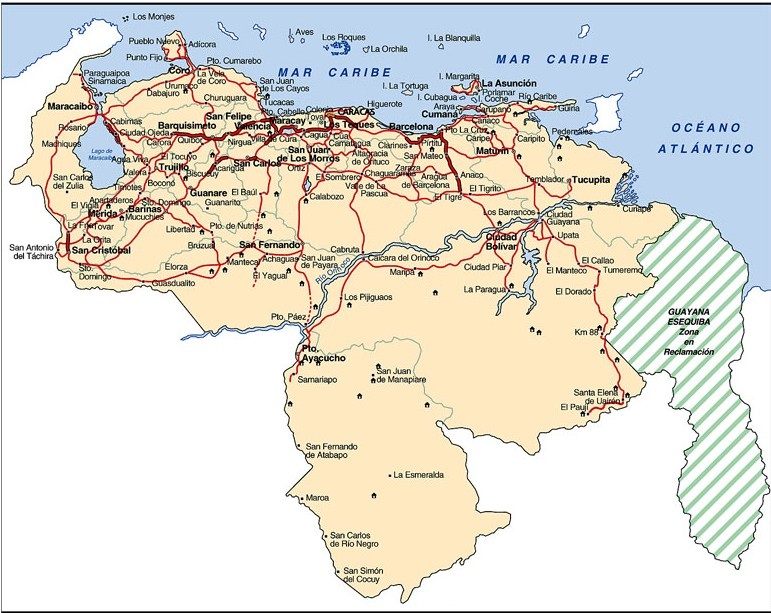 Los Monjes
Aves
Los Roques
La Orchila
I. La Blanquilla
Pueblo Nuevo
Adícora
Punto Fijo
Pto. Cumarebo
MAR CARIBE
MAR CARIBE
Paraguaipoa
Sinamaica
Coro
La Vela
de Coro
San Juan
de Los Cayos
I. La Tortuga
I. Margarita
La Asunción
Porlamar
I. Coche
I. Cubagua
Urumaco
Dabajuro
Churuguara
Tucacas
Maracaibo
Cabimas
San Felipe
Pto. Cabello
Colonia
Tovar
CARACAS
Higuerote
Araya
Cumaná
Carúpano
Río Caribe
Güiria
Cariaco
Rosario
Ciudad Ojeda
Barquisimeto
Valencia
Maracay
Los Teques
Barcelona
Pto La Cruz
Caripe
Caripito
Pedernales
OCÉANO
ATLÁNTICO
Machiques
Carora
Quibor
Nirgua
Villa de Cura
Cagua
Cúa
Camatagua
Clarines
Píritu
Lago de
Maracaibo
Agua Viva
El Tocuyo
Acarigua
San Carlos
San Juan
de Los Morros
Altagracia
de Orituco
San Mateo
Maturín
Valera
Trujillo
Biscucuy
Ortíz
Chaguaramas
Zaraza
Anaco
San Carlos
del Zulia
Timotes
Boconó
Guanare
El Baúl
El Sombrero
Valle de La
Pascua
Aragua
de Barcelona
El Tigrito
Temblador
Tucupita
El Vigía
Apartaderos
Sto. Domingo
Guanarito
Calabozo
El Tigre
Mérida
Barinas
Mucuchíes
Los Barrancos
Ciudad
Guayana
Curiapo
La Fría
Tovar
Libertad
Pto. de Nutrias
San Antonio
del Táchira
La Grita
San Cristóbal
Bruzual
San Fernando
Cabruta
Ciudad
Bolívar
Upata
Sto.
Domingo
Elorza
Mantecal
Achaguas
San Juan
de Payara
Caicara del Orinoco
Ciudad Piar
El Callao
El Manteco
Tumeremo
Guasdualito
El Yagual
Río Orinoco
Maripa
La Paragua
El Dorado
Los Pijiguaos
Pto. Páez
GUAYANA
ESEQUIBA
Zona
en
Reclamación
Km 88
Pto.
Ayacucho
Samariapo
San Juan
de Manapiare
Santa Elena
de Uairén
El Paují
San Fernando
de Atabapo
La Esmeralda
Maroa
San Carlos
de Río Negro
San Simón
del Cocuy